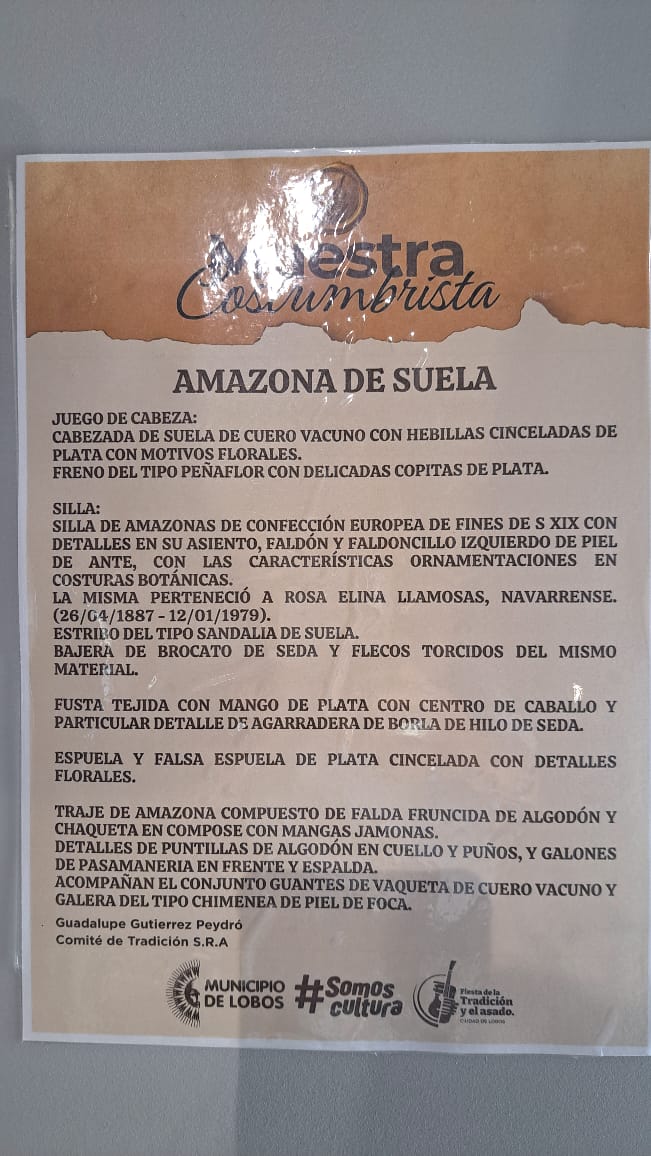 Muestra
Costumbrista
AMAZONA DE SUELA
JUEGO DE CABEZA:
CABEZADA DE SUELA DE CUERO VACUNO CON HEBILLAS CINCELADAS DE
PLATA CON MOTIVOS FLORALES.
FRENO DEL TIPO PEÑAFLOR CON DELICADAS COPITAS DE PLATA.
SILLA:
SILLA DE AMAZONAS DE CONFECCIÓN EUROPEA DE FINES DE S XIX CON
DETALLES EN SU ASIENTO, FALDÓN Y FALDONCILLO IZQUIERDO DE PIEL
DE ANTE, CON LAS CARACTERÍSTICAS ORNAMENTACIONES EN
COSTURAS BOTÁNICAS.
LA MISMA PERTENECIÓ A ROSA ELINA LLAMOSAS, NAVARRENSE.
(26/04/1887 - 12/01/1979).
ESTRIBO DEL TIPO SANDALIA DE SUELA.
BAJERA DE BROCATO DE SEDA Y FLECOS TORCIDOS DEL MISMO
MATERIAL.
FUSTA TEJIDA CON MANGO DE PLATA CON CENTRO DE CABALLO Y
PARTICULAR DETALLE DE AGARRADERA DE BORLA DE HILO DE SEDA.
ESPUELA Y FALSA ESPUELA DE PLATA CINCELADA CON DETALLES
FLORALES.
TRAJE DE AMAZONA COMPUESTO DE FALDA FRUNCIDA DE ALGODÓN Y
CHAQUETA EN COMPOSE CON MANGAS JAMONAS.
DETALLES DE PUNTILLAS DE ALGODÓN EN CUELLO Y PUÑOS, Y GALONES
DE PASAMANERIA EN FRENTE Y ESPALDA.
ACOMPAÑAN EL CONJUNTO GUANTES DE VAQUETA DE CUERO VACUNO Y
GALERA DEL TIPO CHIMENEA DE PIEL DE FOCA.
Guadalupe Gutierrez Peydró
Comité de Tradición S.R.A
MUNICIPIO
DE LOBOS
#Somos
cultura
Fiesta de la
Tradición
y el asado.
CIUDAD DE LOBOS